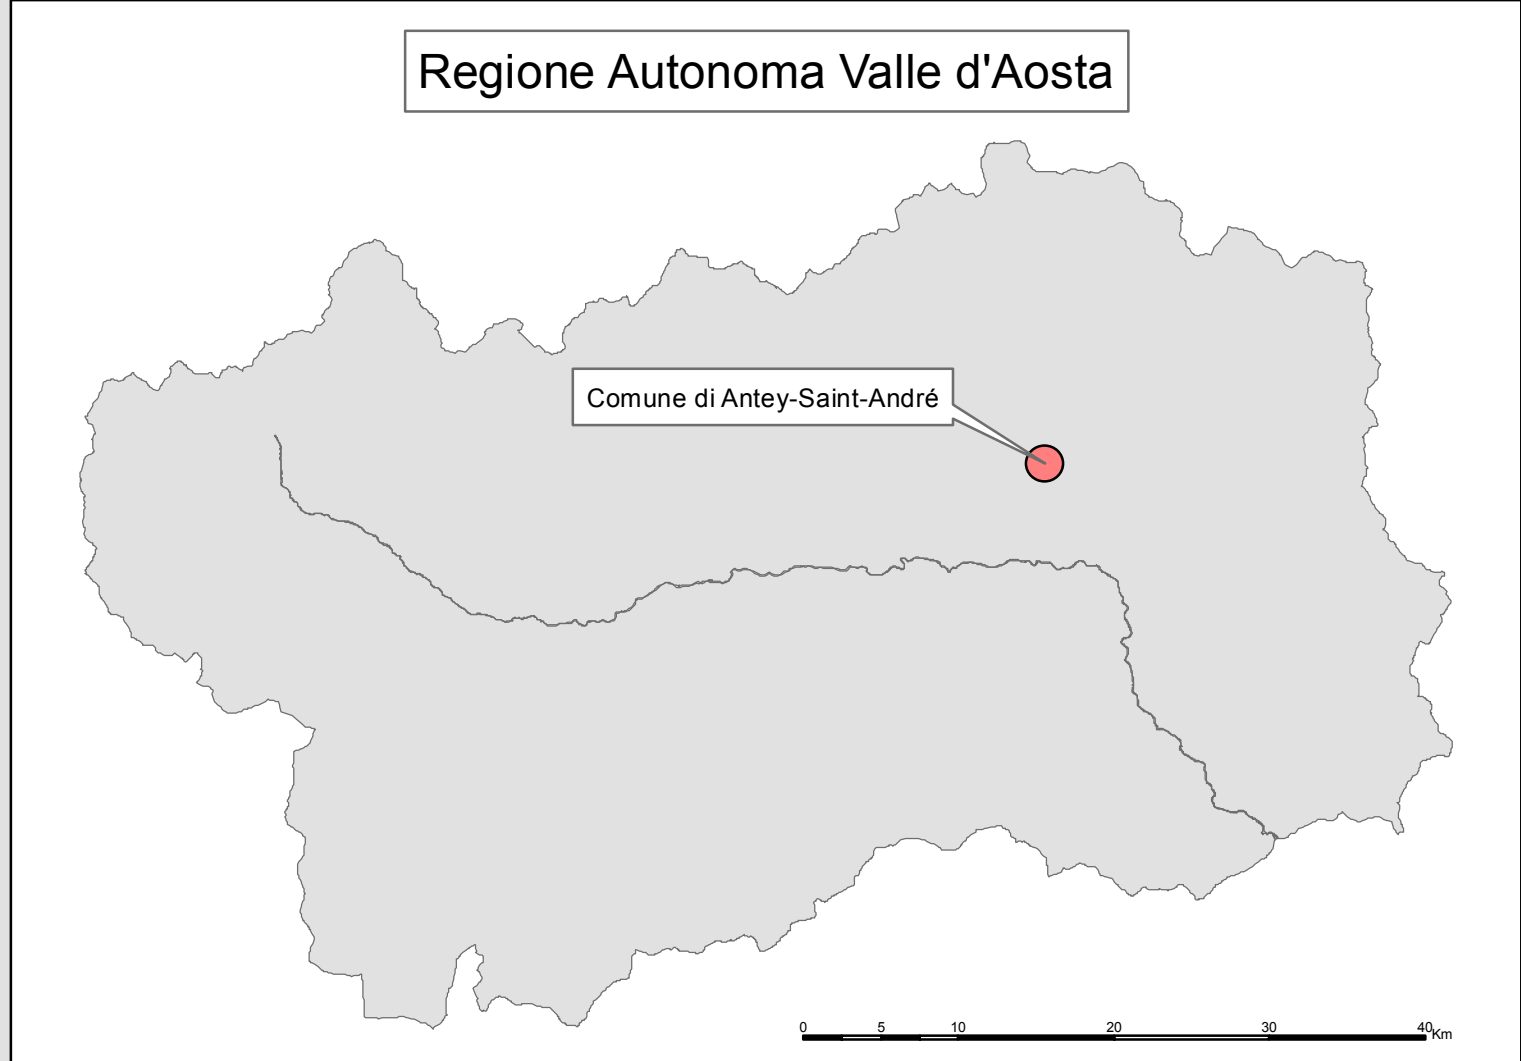 Regione Autonoma Valle d'Aosta
Comune di Antey-Saint-André
0 5 10 20 30 40 Km